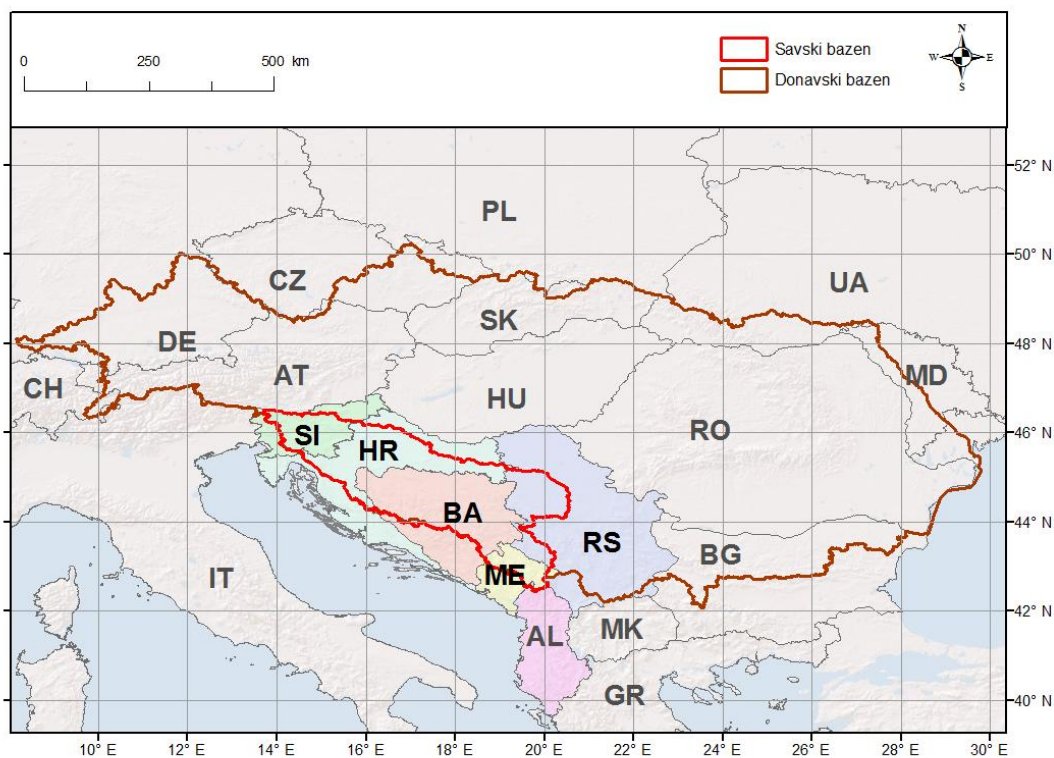 0 250 500 km
Savski bazen
Donavski bazen
N
W E
S
52° N
PL
50° N
CZ
UA
SK
DE
48° N
AT
MD
CH
HU
RO
46° N
SI
HR
BA
44° N
RS
BG
ME
IT
42° N
AL
MK
GR
40° N
10° E 12° E 14° E 16° E 18° E 20° E 22° E 24° E 26° E 28° E 30° E